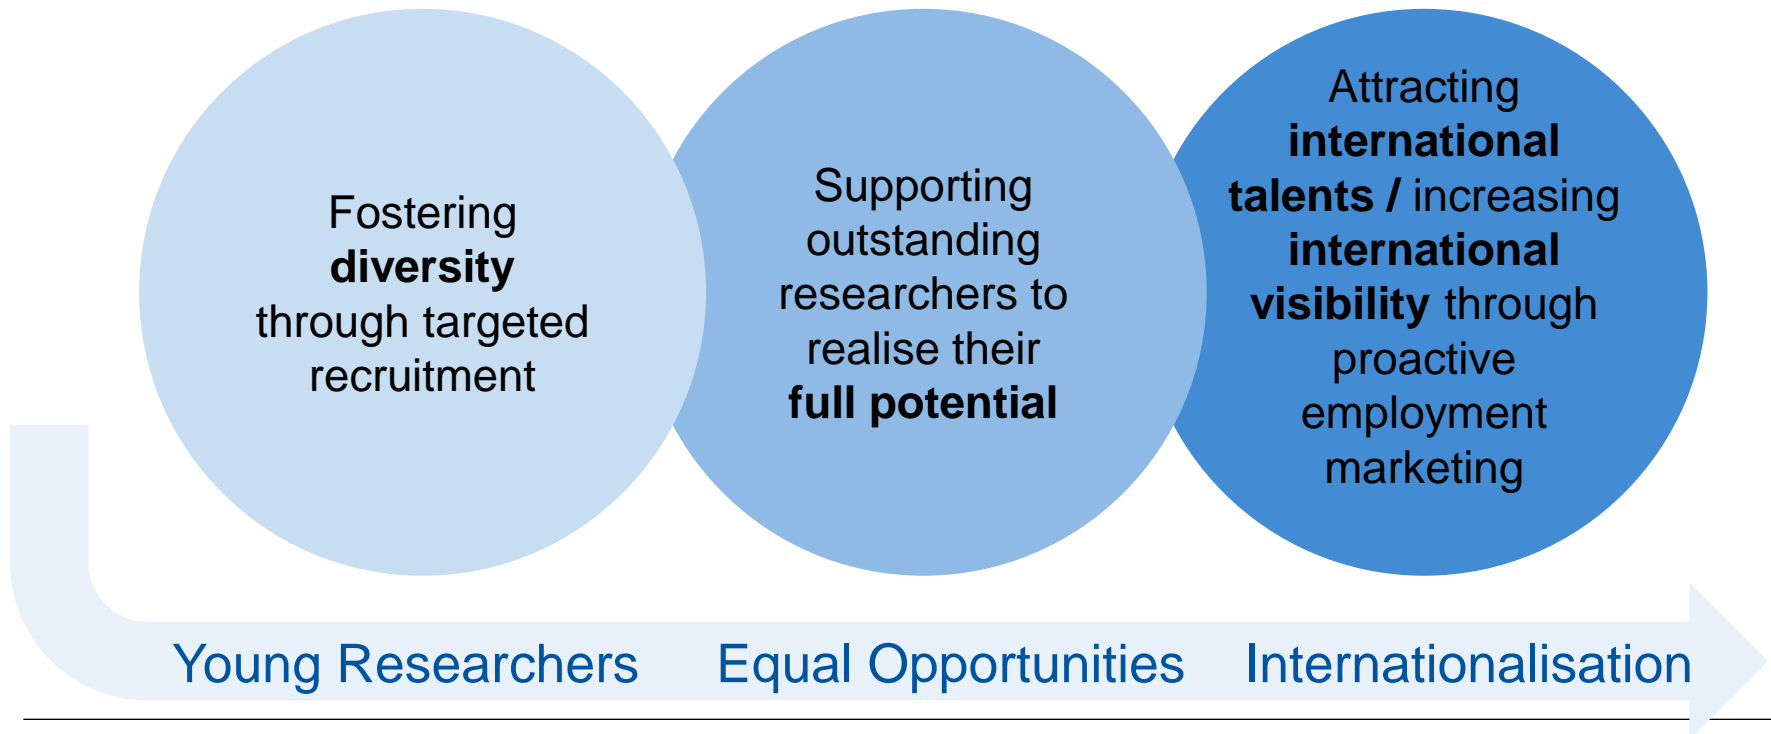 Fostering
diversity
through targeted
recruitment
Supporting
outstanding
researchers to
realise their
full potential
Attracting
international
talents / increasing
international
visibility through
proactive
employment
marketing
Young Researchers
Equal Opportunities
Internationalisation